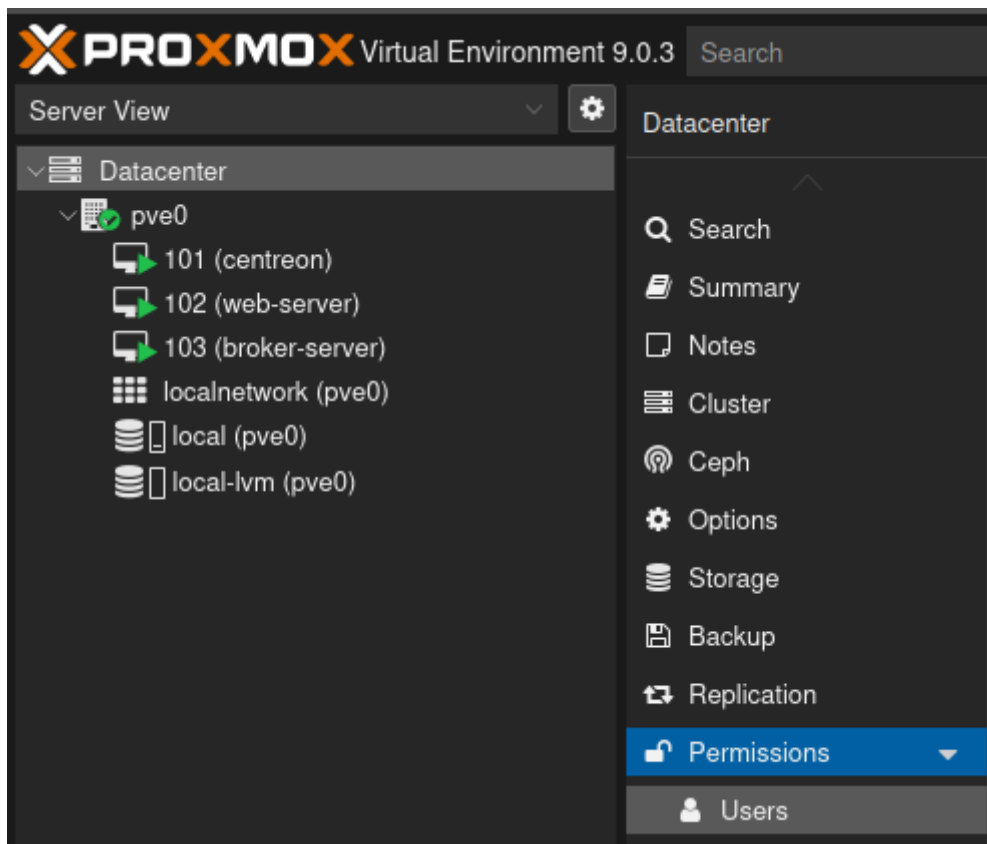 PROXMOX Virtual Environment 9.0.3 Search
Server View
Datacenter
pve0
101 (centreon)
102 (web-server)
103 (broker-server)
localnetwork (pve0)
local (pve0)
local-lvm (pve0)
Datacenter
Search
Summary
Notes
Cluster
Ceph
Options
Storage
Backup
Replication
Permissions
Users